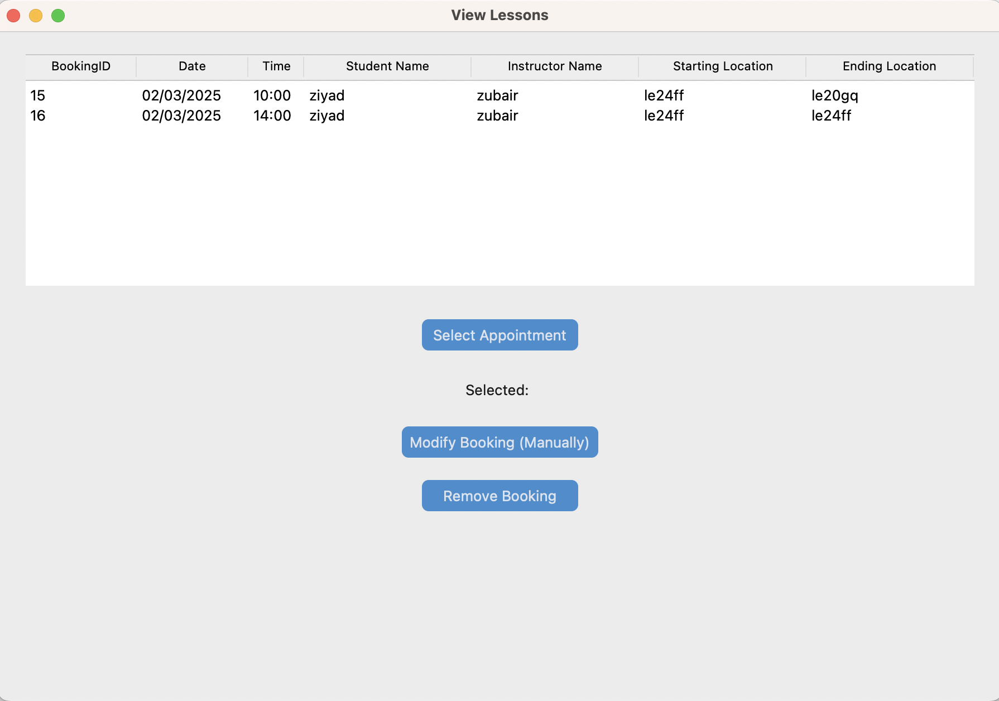 View Lessons
BookingID Date Time Student Name Instructor Name Starting Location Ending Location
15 02/03/2025 10:00 ziyad zubair le24ff le20gq
16 02/03/2025 14:00 ziyad zubair le24ff le24ff
Select Appointment
Selected:
Modify Booking (Manually)
Remove Booking